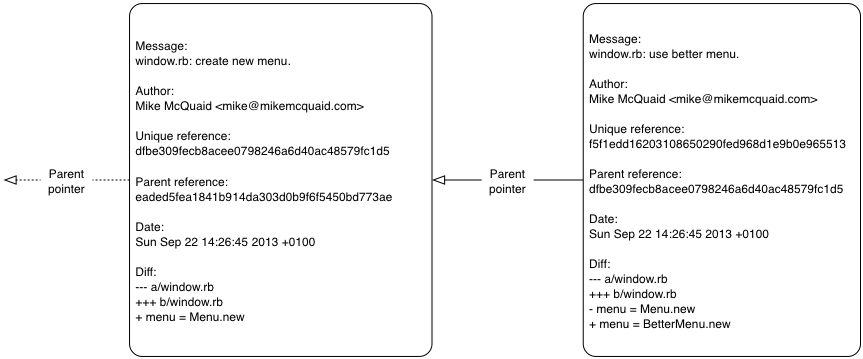 Message:
window.rb: create new menu.
Author:
Mike McQuaid <mike@mikemcquaid.com>
Unique reference:
dfbe309fecb8acee0798246a6d40ac48579fc1d5
Parent reference:
eaded5fea1841b914da303d0b9f6f5450bd773ae
Date:
Sun Sep 22 14:26:45 2013 +0100
Diff:
--- a/window.rb
+++ b/window.rb
+ menu = Menu.new
Parent
pointer
Message:
window.rb: use better menu.
Author:
Mike McQuaid <mike@mikemcquaid.com>
Unique reference:
f5f1edd16203108650290fed968d1e9b0e965513
Parent reference:
dfbe309fecb8acee0798246a6d40ac48579fc1d5
Date:
Sun Sep 22 14:26:45 2013 +0100
Diff:
--- a/window.rb
+++ b/window.rb
- menu = Menu.new
+ menu = BetterMenu.new
Parent
pointer